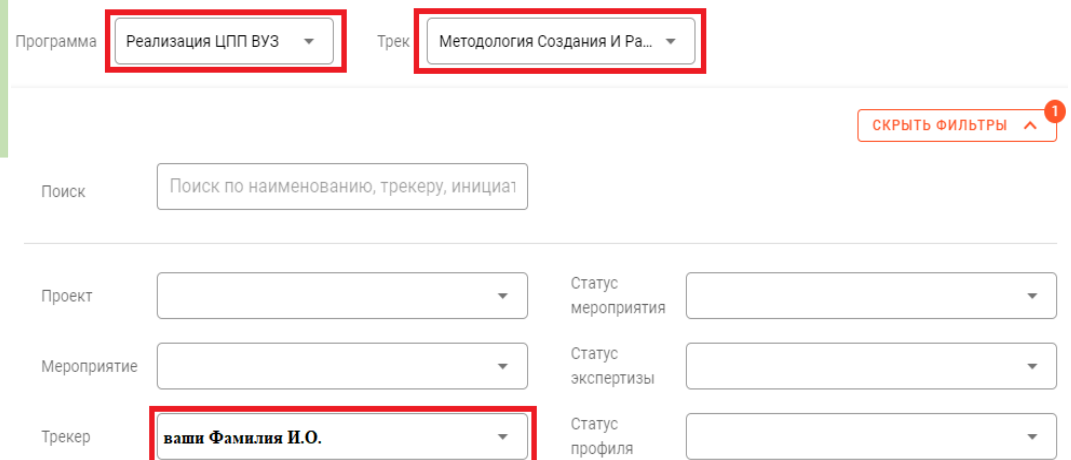 Программа Реализация ЦПП ВУЗ Трек Методология Создания И Ра...
СКРЫТЬ ФИЛЬТРЫ 1
Поиск Поиск по наименованию, трекеру, инициат
Проект Статус
мероприятия
Мероприятие Статус
экспертизы
Трекер ваши Фамилия И.О. Статус
профиля